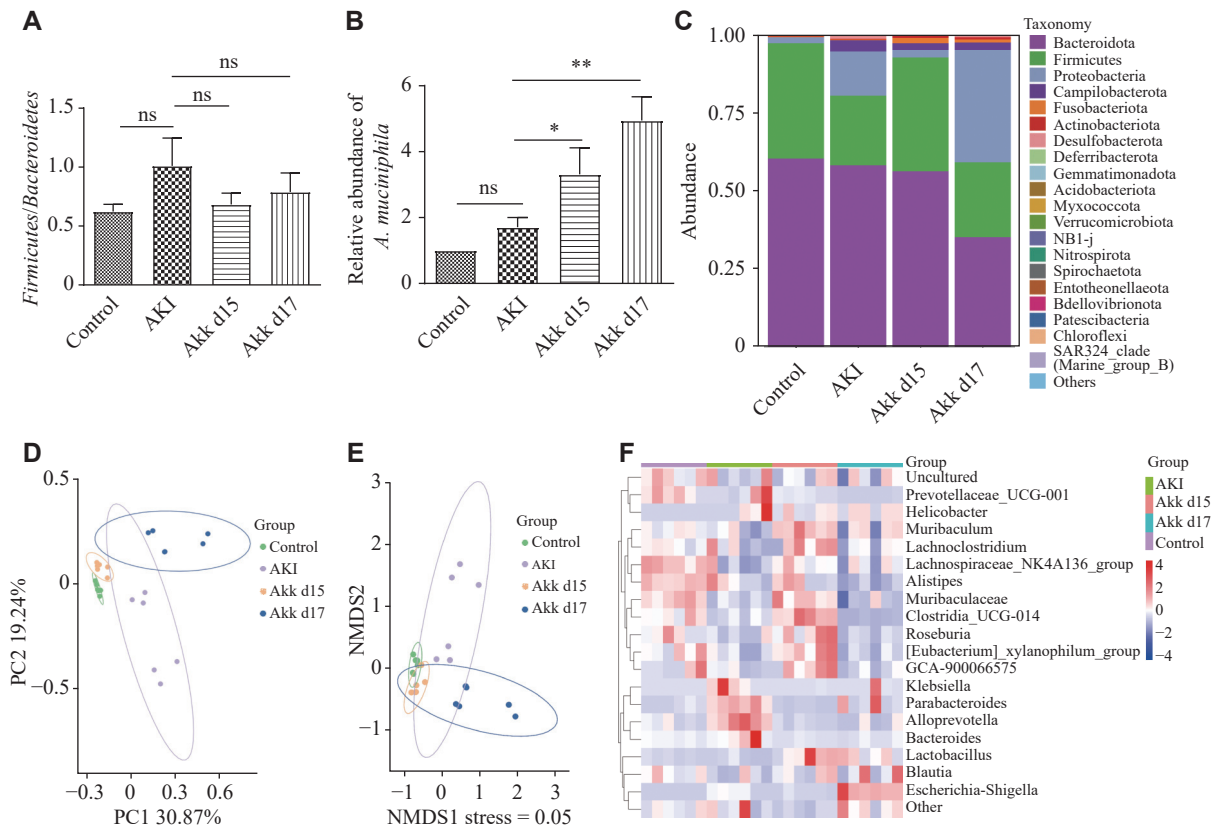 A
Firmicutes/Bacteroidetes
1.5
1.0
0.5
0
ns
ns
ns
Control
AKI
Akk d15
Akk d17
B
Relative abundance of
A. muciniphila
6
4
2
0
ns
*
**
Control
AKI
Akk d15
Akk d17
C
Abundance
1.00
0.75
0.50
0.25
0
Control
AKI
Akk d15
Akk d17
Taxonomy
Bacteroidota
Firmicutes
Proteobacteria
Campilobacterota
Fusobacteriota
Actinobacteriota
Desulfobacterota
Deferribacterota
Gemmatimonadota
Acidobacteriota
Myxococcota
Verrucomicrobiota
NB1-j
Nitrospirota
Spirochaetota
Entotheonellaeota
Bdellovibrionota
Patescibacteria
Chloroflexi
SAR324_clade
(Marine_group_B)
Others
D
PC2 19.24%
0.5
0
−0.5
−0.3
0
0.3
0.6
PC1 30.87%
Group
Control
AKI
Akk d15
Akk d17
E
NMDS2
3
2
1
0
−1
−1
0
1
2
3
NMDS1 stress = 0.05
Group
Control
AKI
Akk d15
Akk d17
F
Group
Uncultured
Prevotellaceae_UCG-001
Helicobacter
Muribaculum
Lachnoclostridium
Lachnospiraceae_NK4A136_group
Alistipes
Muribaculaceae
Clostridia_UCG-014
Roseburia
[Eubacterium]_xylanophilum_group
GCA-900066575
Klebsiella
Parabacteroides
Alloprevotella
Bacteroides
Lactobacillus
Blautia
Escherichia-Shigella
Other
Group
AKI
Akk d15
Akk d17
Control
4
2
0
−2
−4